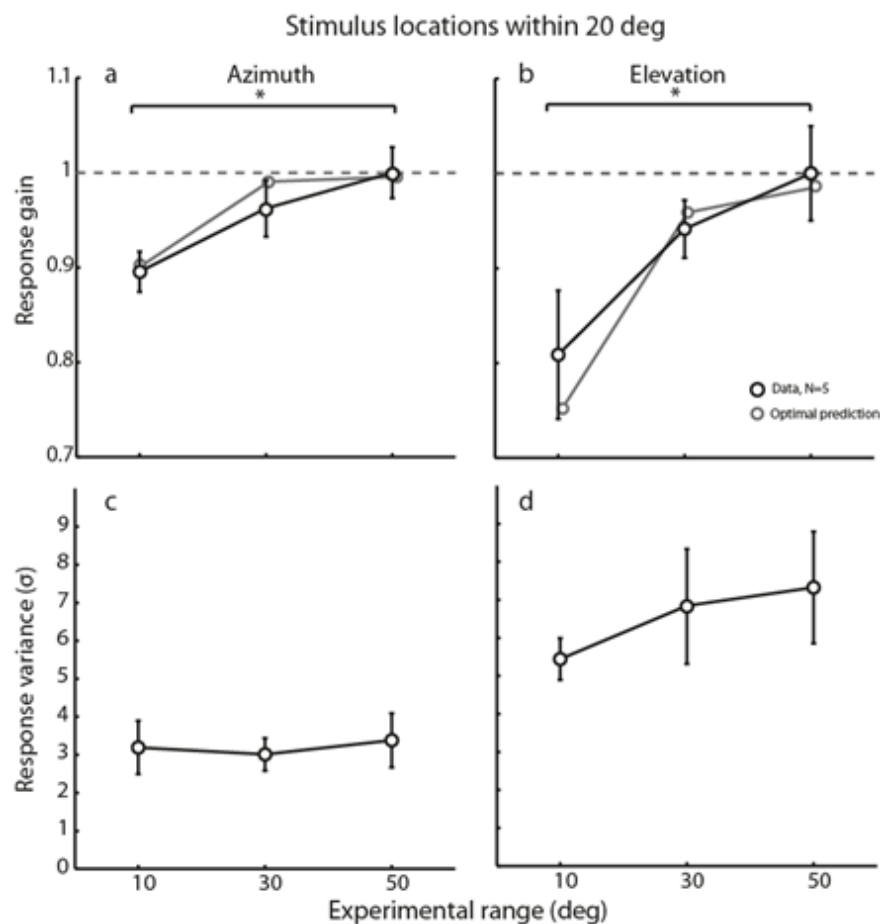 Stimulus locations within 20 deg
a
Azimuth
*
b
Elevation
*
1.1
1
0.9
0.8
0.7
Response gain
Data, N=5
Optimal prediction
c
d
9
8
7
6
5
4
3
2
1
0
Response variance (σ)
10
30
50
10
30
50
Experimental range (deg)